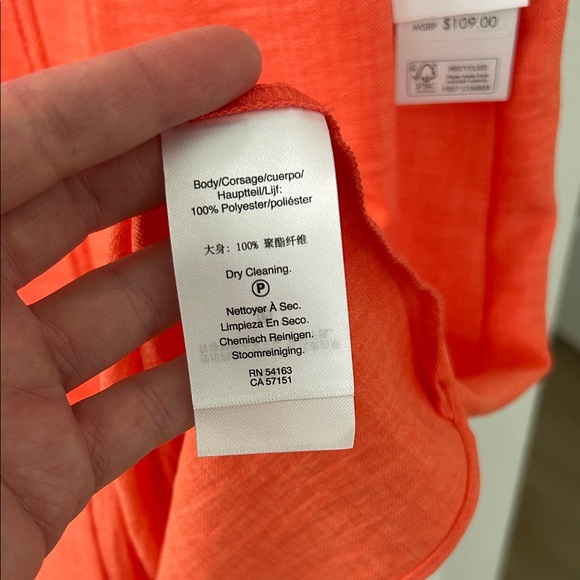 MSRP $109.00
FSC
Body/Corsage/cuerpo/
Hauptteil/Lijf:
100% Polyester/poliéster
大身: 100% 聚酯纤维
Dry Cleaning.
P
Nettoyer À Sec.
Limpieza En Seco.
Chemisch Reinigen.
Stoomreiniging.
RN 54163
CA 57151